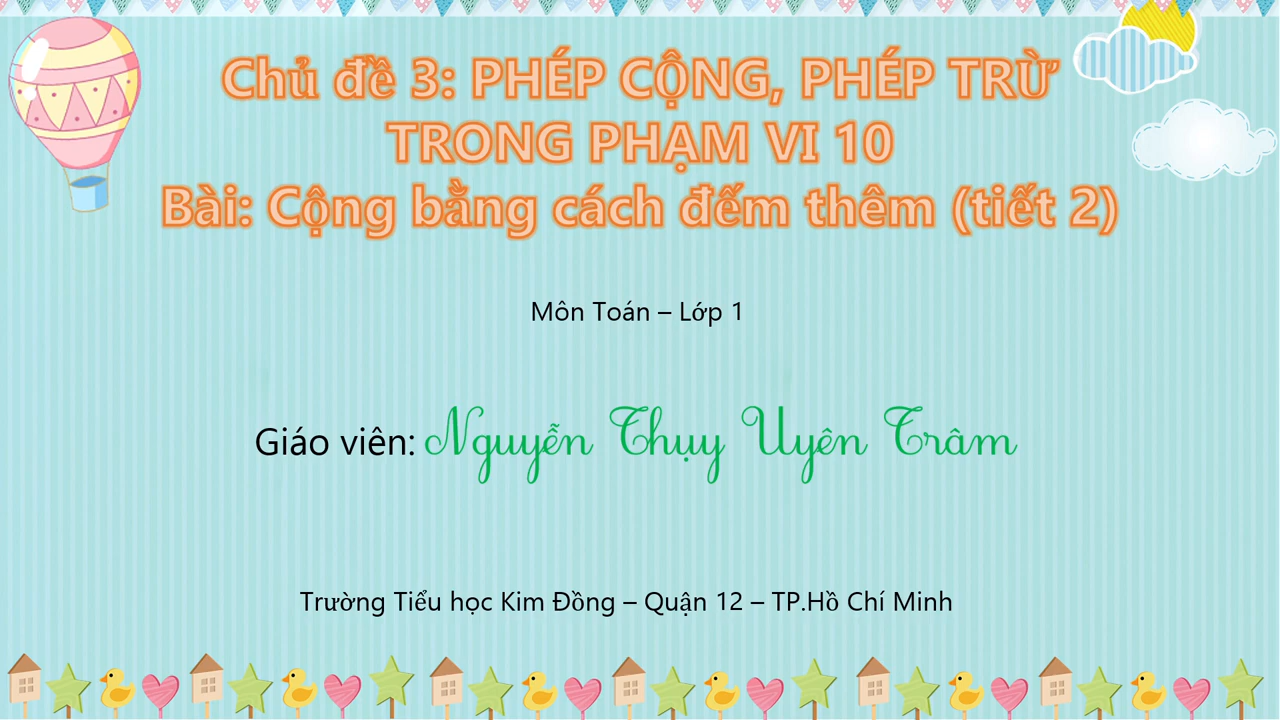 Chủ đề 3: PHÉP CỘNG, PHÉP TRỪ
TRONG PHẠM VI 10
Bài: Cộng bằng cách đếm thêm (tiết 2)
Môn Toán – Lớp 1
Giáo viên: Nguyễn Thụy Uyên Trâm
Trường Tiểu học Kim Đồng – Quận 12 – TP.Hồ Chí Minh